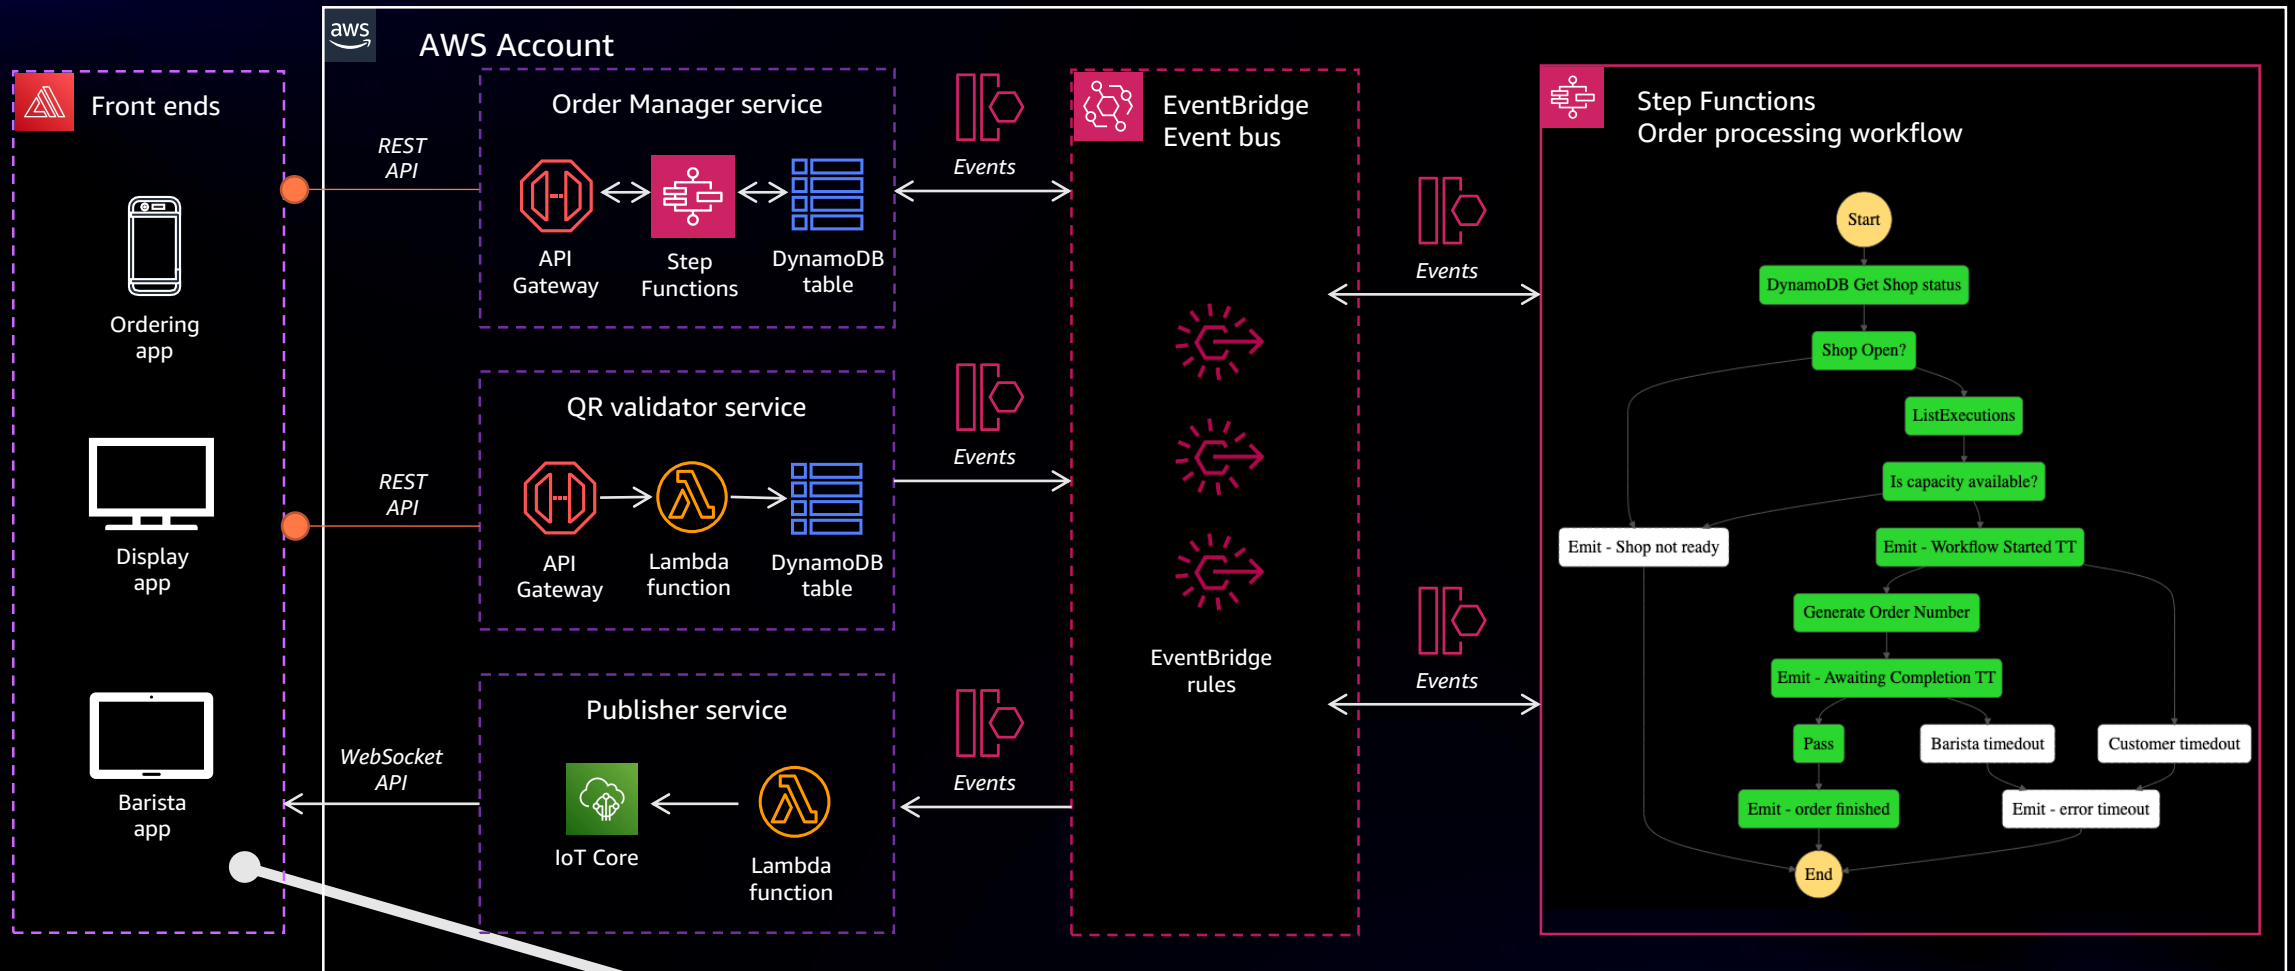 aws
AWS Account
Front ends
Ordering
app
Display
app
Barista
app
REST
API
REST
API
WebSocket
API
Order Manager service
API
Gateway
Step
Functions
DynamoDB
table
QR validator service
API
Gateway
Lambda
function
DynamoDB
table
Publisher service
IoT Core
Lambda
function
Events
Events
Events
EventBridge
Event bus
EventBridge
rules
Events
Events
Step Functions
Order processing workflow
Start
DynamoDB Get Shop status
Shop Open?
ListExecutions
Is capacity available?
Emit - Shop not ready
Emit - Workflow Started TT
Generate Order Number
Emit - Awaiting Completion TT
Pass
Barista timedout
Customer timedout
Emit - order finished
Emit - error timeout
End